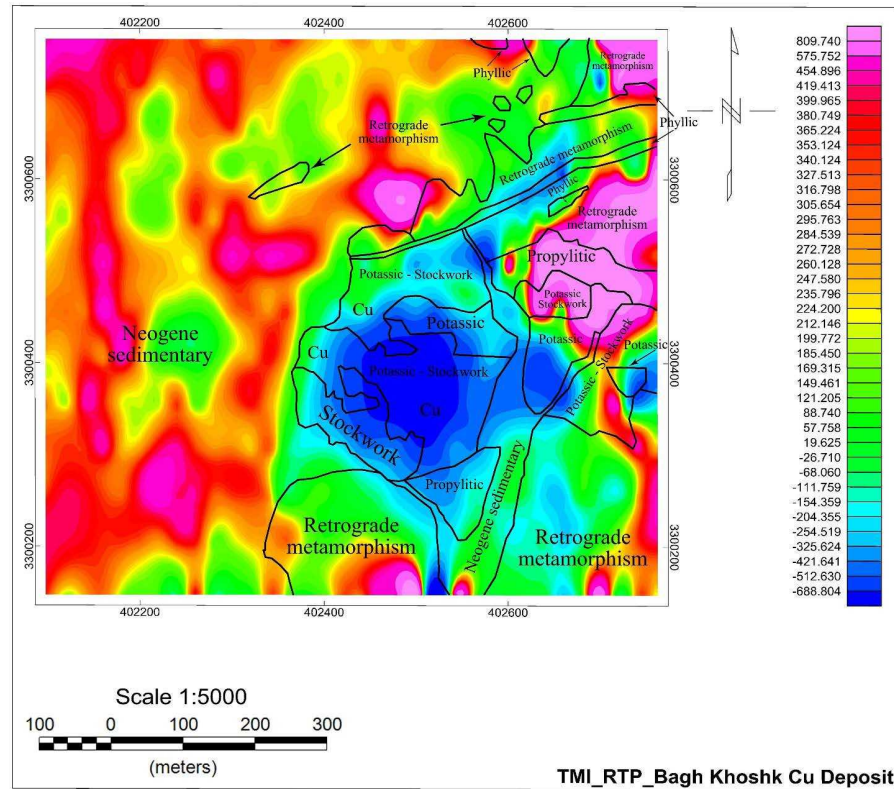 402200
402400
402600
Phyllic
Phyllic
Retrograde
metamorphism
Phyllic
Retrograde
metamorphism
Retrograde metamorphism
Phyllic
Retrograde
metamorphism
3300600
3300600
Potassic - Stockwork
Propylitic
Potassic
Stockwork
Cu
Potassic
Potassic
Potassic
Neogene
sedimentary
Cu
Potassic - Stockwork
Potassic - Stockwork
3300400
3300400
Cu
Stockwork
Propylitic
Neogene sedimentary
Retrograde
metamorphism
Retrograde
metamorphism
3300200
3300200
402200
402400
402600
N
809.740
575.752
454.896
419.413
399.965
380.749
365.224
353.124
340.124
327.513
316.798
305.654
295.763
284.539
272.728
260.128
247.580
235.796
224.200
212.146
199.772
185.450
169.315
149.461
121.205
88.740
57.758
19.625
-26.710
-68.060
-111.759
-154.359
-204.355
-254.519
-325.624
-421.641
-512.630
-688.804
Scale 1:5000
100 0 100 200 300
(meters)
TMI_RTP_Bagh Khoshk Cu Deposit